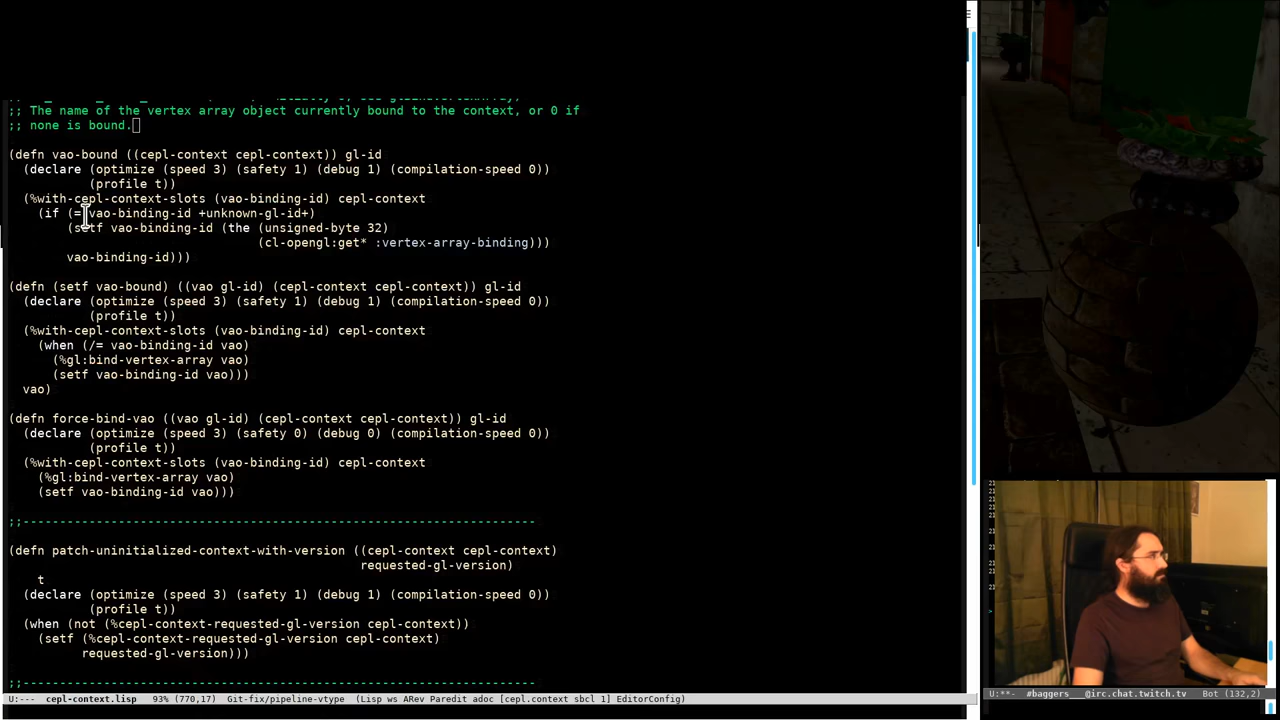 ;; The name of the vertex array object currently bound to the context, or 0 if
;; none is bound.
(defn vao-bound ((cepl-context cepl-context)) gl-id
(declare (optimize (speed 3) (safety 1) (debug 1) (compilation-speed 0))
(profile t))
(%with-cepl-context-slots (vao-binding-id) cepl-context
(if (= vao-binding-id +unknown-gl-id+)
(setf vao-binding-id (the (unsigned-byte 32)
(cl-opengl:get* :vertex-array-binding)))
vao-binding-id)))
(defn (setf vao-bound) ((vao gl-id) (cepl-context cepl-context)) gl-id
(declare (optimize (speed 3) (safety 1) (debug 1) (compilation-speed 0))
(profile t))
(%with-cepl-context-slots (vao-binding-id) cepl-context
(when (/= vao-binding-id vao)
(%gl:bind-vertex-array vao)
(setf vao-binding-id vao)))
vao)
(defn force-bind-vao ((vao gl-id) (cepl-context cepl-context)) gl-id
(declare (optimize (speed 3) (safety 0) (debug 0) (compilation-speed 0))
(profile t))
(%with-cepl-context-slots (vao-binding-id) cepl-context
(%gl:bind-vertex-array vao)
(setf vao-binding-id vao)))
;;----------------------------------------------------------------------
(defn patch-uninitialized-context-with-version ((cepl-context cepl-context)
requested-gl-version)
t
(declare (optimize (speed 3) (safety 1) (debug 1) (compilation-speed 0))
(profile t))
(when (not (%cepl-context-requested-gl-version cepl-context))
(setf (%cepl-context-requested-gl-version cepl-context)
requested-gl-version)))
;;----------------------------------------------------------------------
U:--- cepl-context.lisp 93% (770,17) Git-fix/pipeline-vtype (Lisp ws ARev Paredit adoc [cepl.context sbcl 1] EditorConfig)
U:**- #baggers___@irc.chat.twitch.tv Bot (132,2)